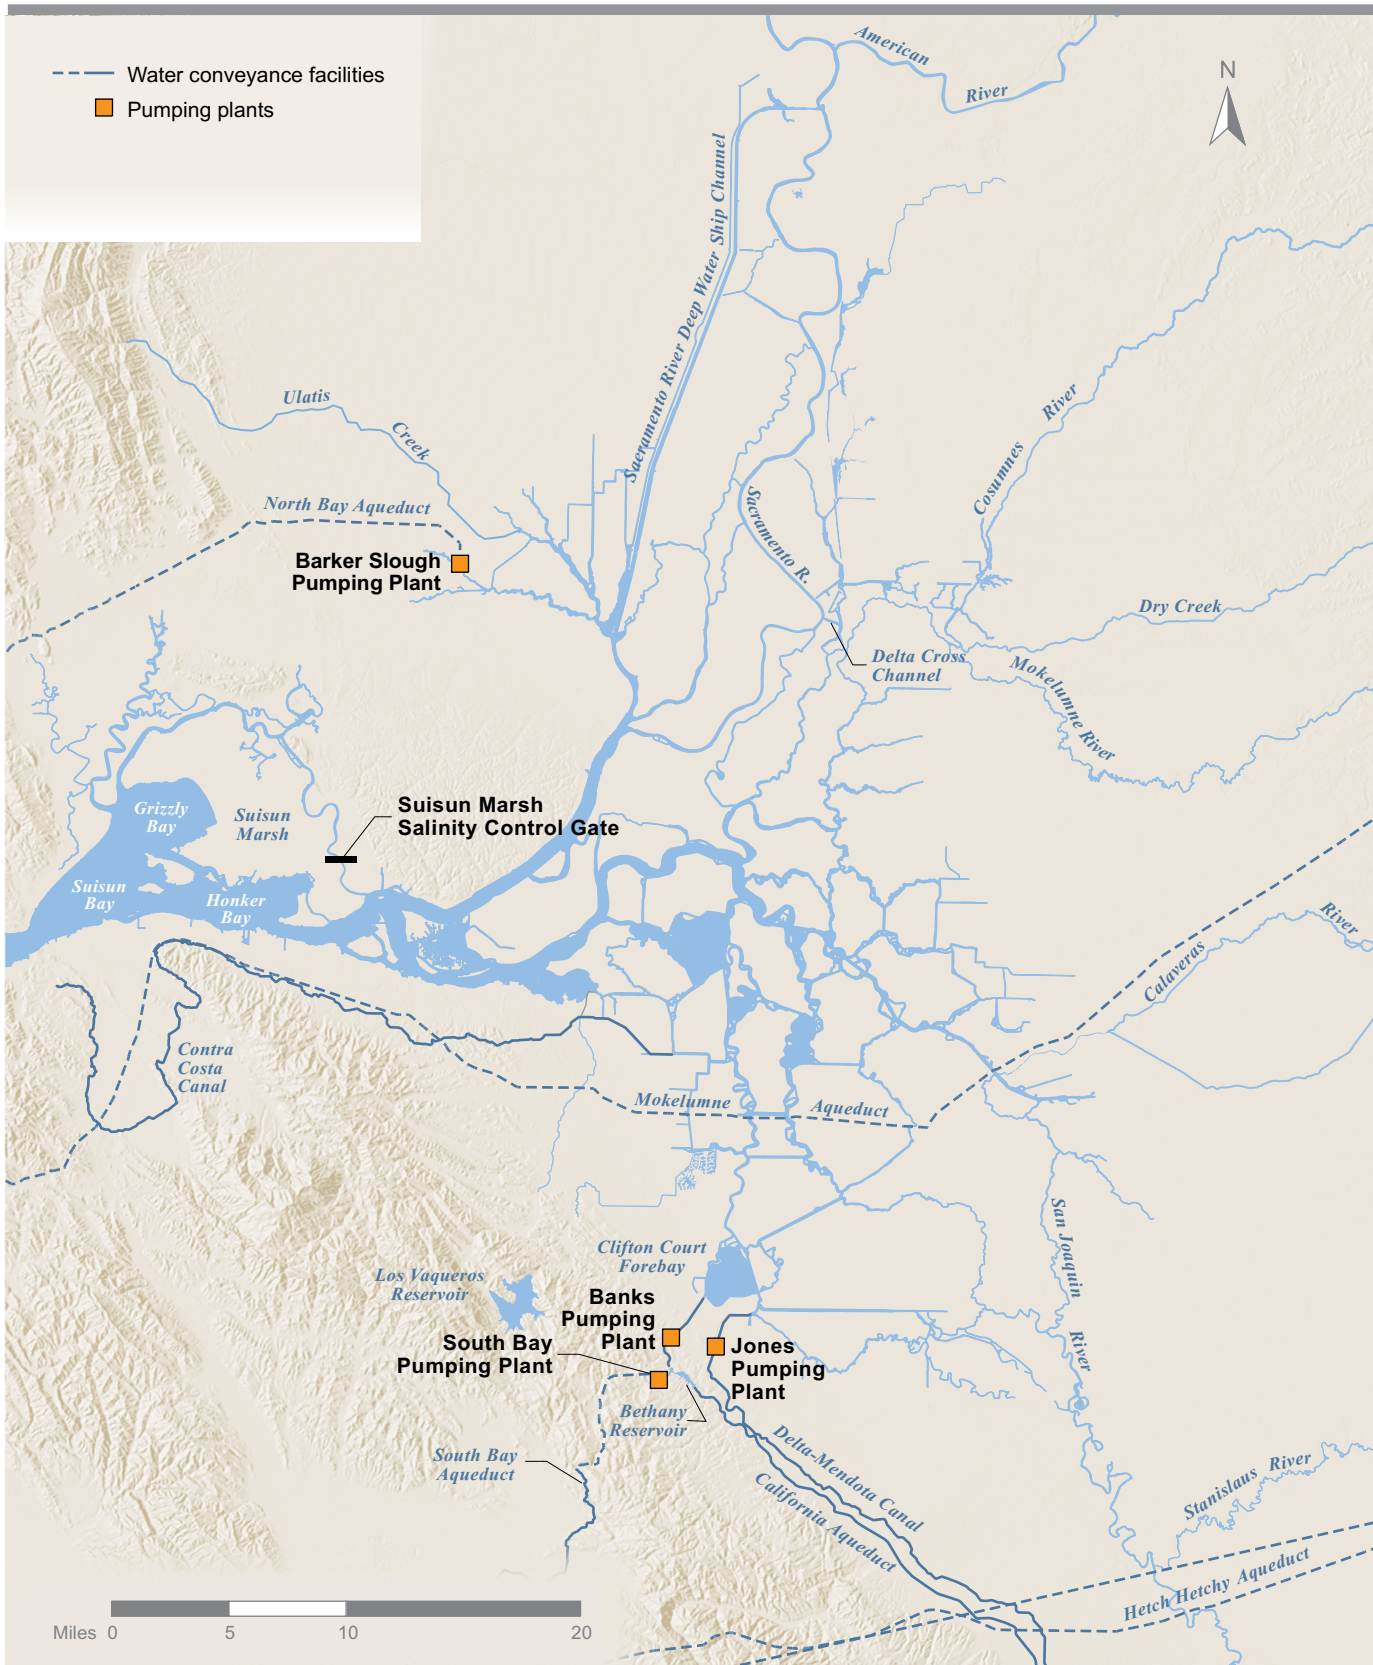 Water conveyance facilities
Pumping plants
American
River
N
Sacramento River Deep Water Ship Channel
Ulatis
Creek
Cosumnes
River
North Bay Aqueduct
Sacramento R.
Barker Slough
Pumping Plant
Dry Creek
Delta Cross
Channel
Mokelumne River
Suisun Marsh
Salinity Control Gate
Grizzly
Bay
Suisun
Marsh
Suisun
Bay
Honker
Bay
Calaveras
River
Contra
Costa
Canal
Mokelumne
Aqueduct
San Joaquin
River
Clifton Court
Forebay
Los Vaqueros
Reservoir
Banks
Pumping
Plant
South Bay
Pumping Plant
Jones
Pumping
Plant
Bethany
Reservoir
South Bay
Aqueduct
Delta-Mendota Canal
California Aqueduct
Stanislaus River
Hetch Hetchy Aqueduct
Miles 0 5 10 20